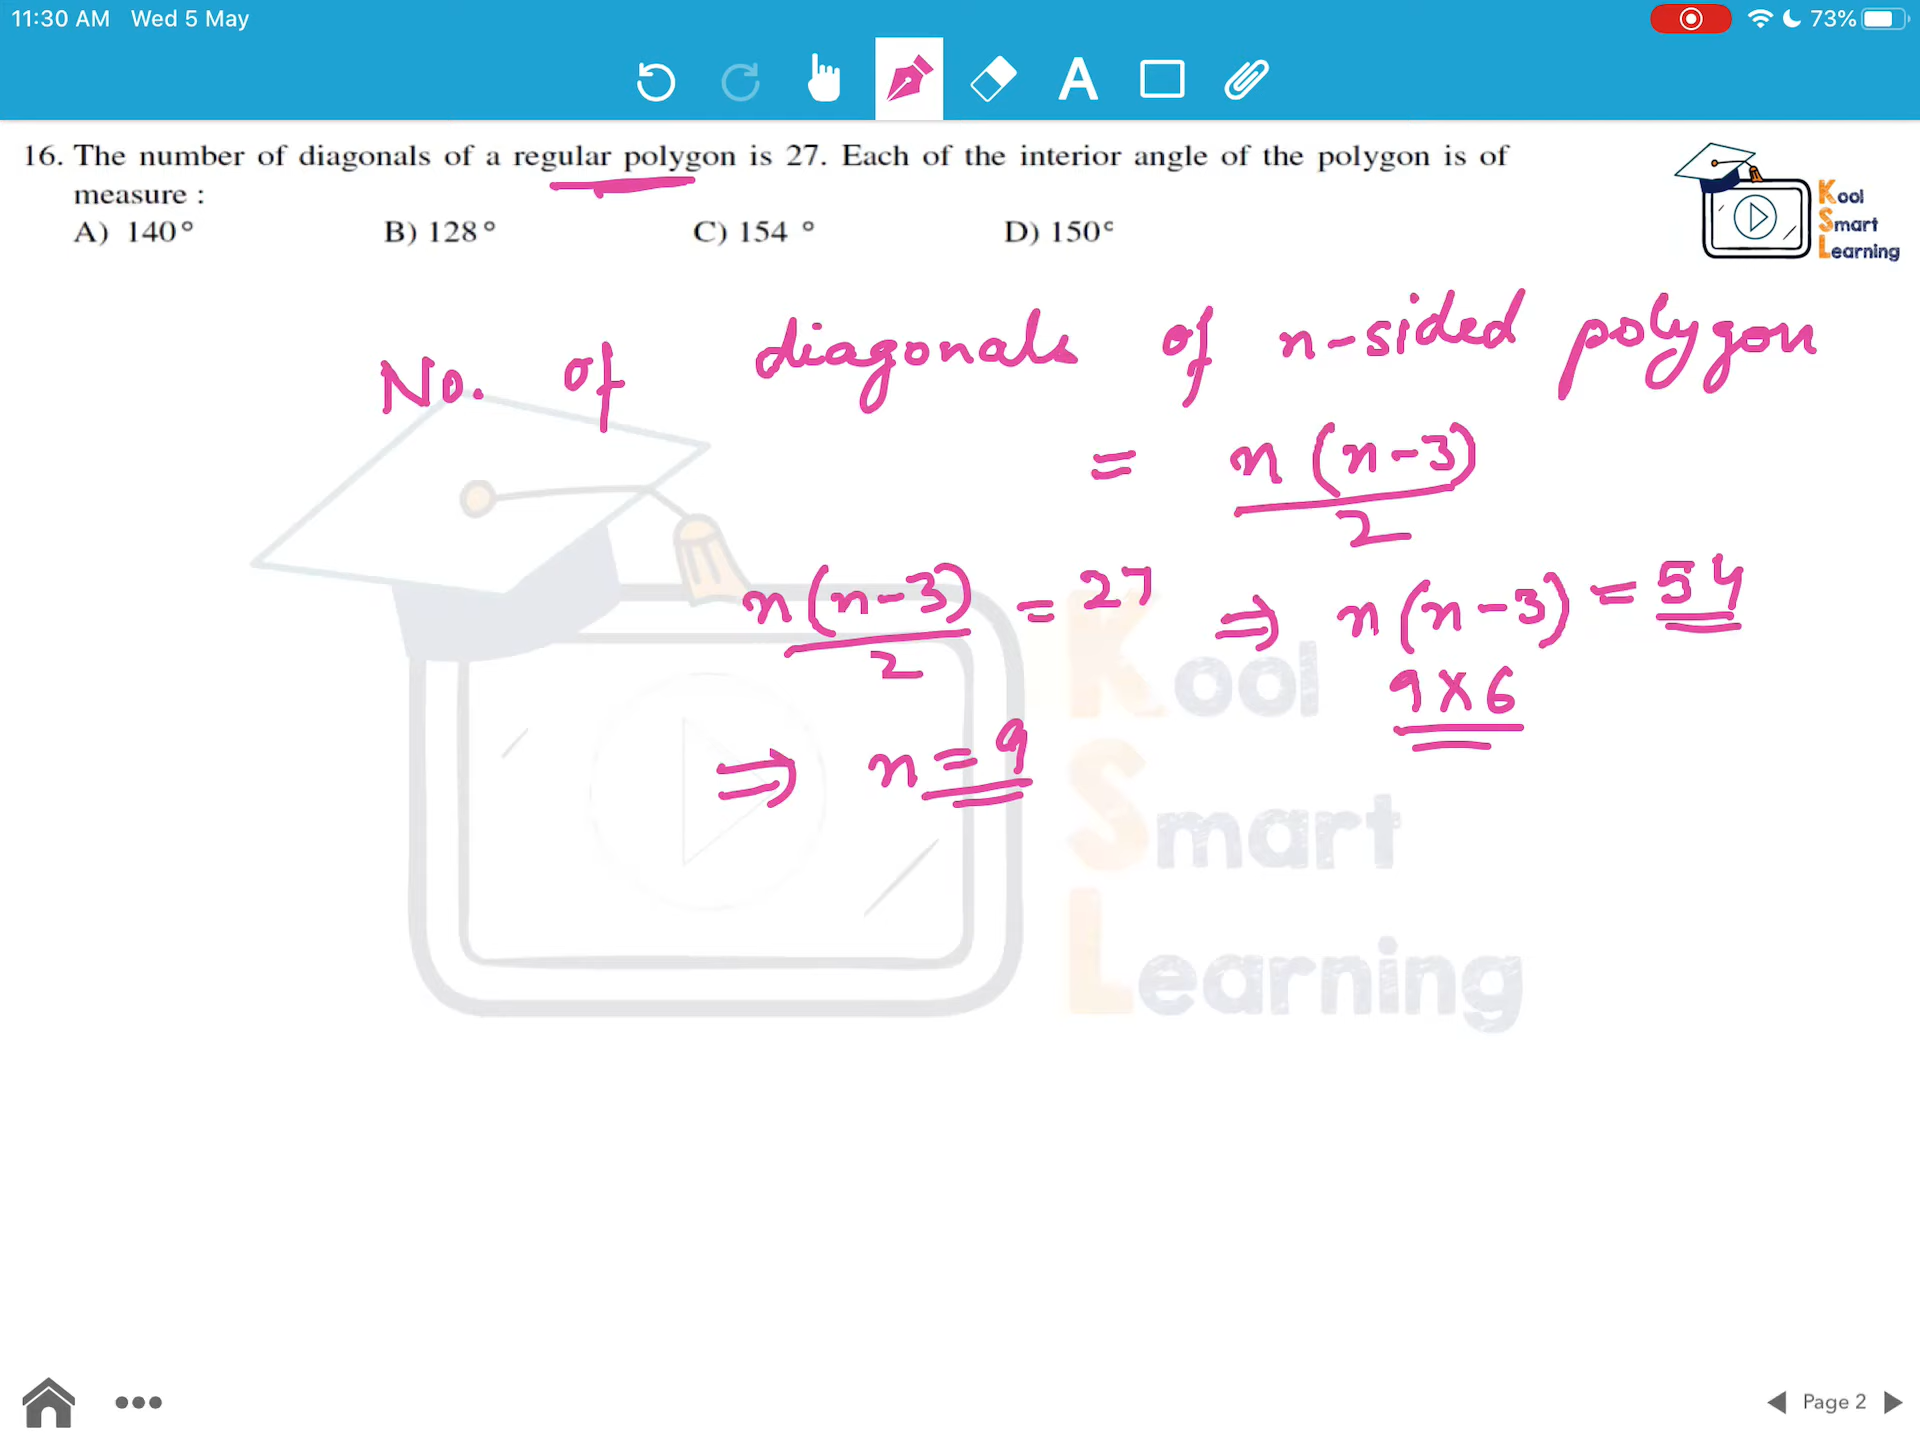 11:30 AM Wed 5 May 73%
A
16. The number of diagonals of a regular polygon is 27. Each of the interior angle of the polygon is of
measure :
A) 140° B) 128° C) 154 ° D) 150°
Kool
Smart
Learning
No. of diagonals of n-sided polygon
= n(n-3)/2
n(n-3)/2 = 27 ⇒ n(n-3) = 54
9 × 6
⇒ n = 9
Kool
Smart
Learning
Page 2